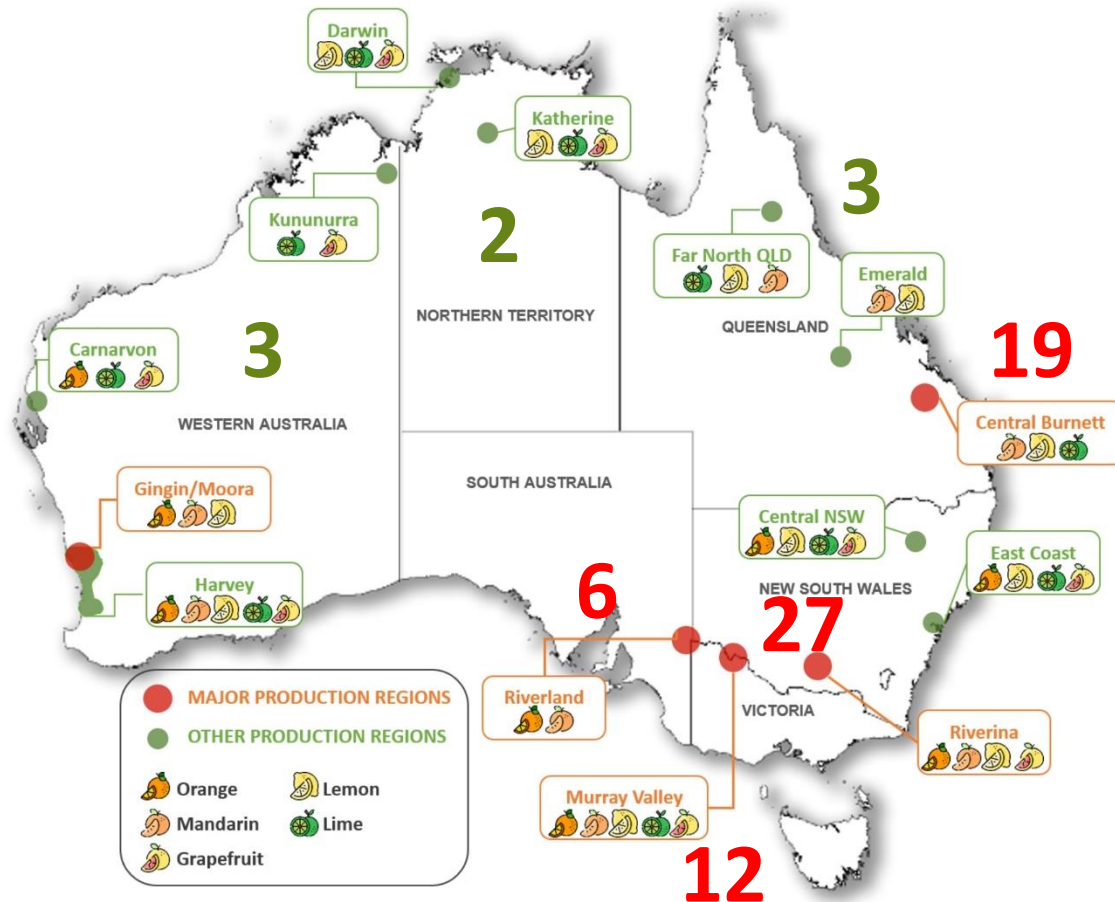 Darwin
Katherine
3
Kununurra
2
Far North QLD
Emerald
NORTHERN TERRITORY
QUEENSLAND
Carnarvon
3
19
WESTERN AUSTRALIA
Central Burnett
SOUTH AUSTRALIA
Gingin/Moora
Central NSW
East Coast
Harvey
6
NEW SOUTH WALES
27
Riverland
MAJOR PRODUCTION REGIONS
VICTORIA
OTHER PRODUCTION REGIONS
Riverina
Orange
Lemon
Murray Valley
Mandarin
Lime
Grapefruit
12